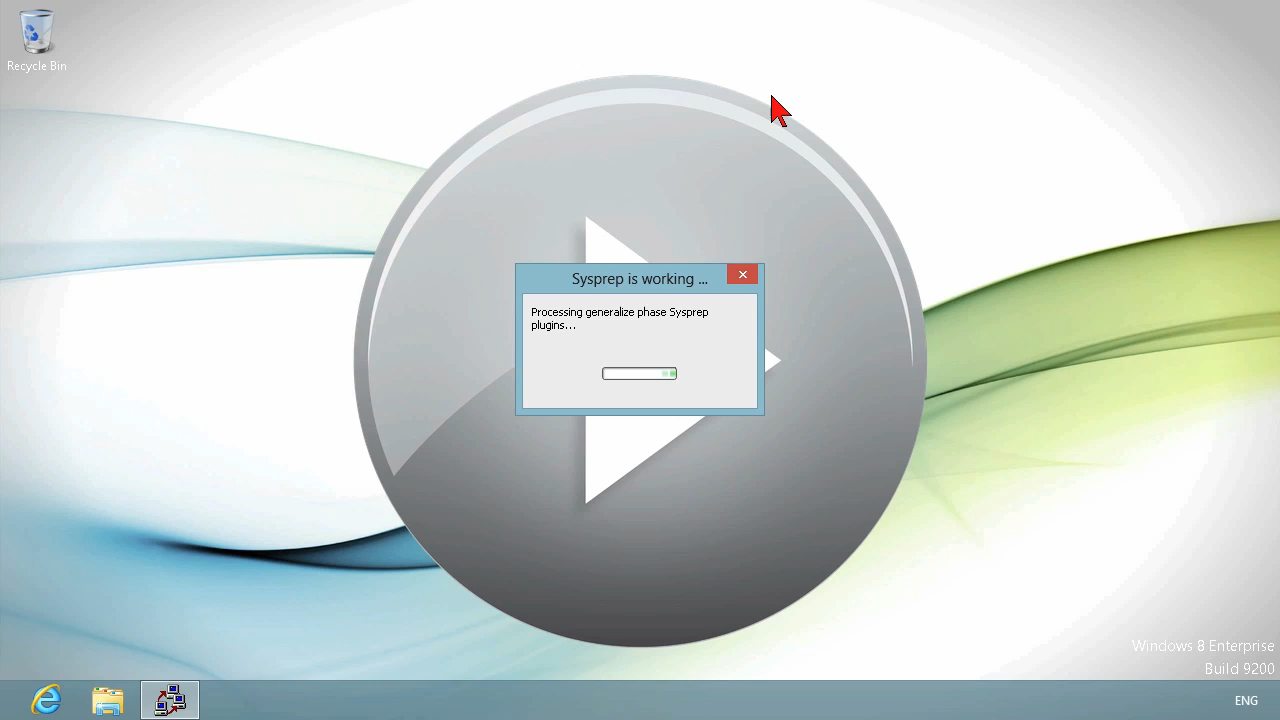 Recycle Bin
Sysprep is working ...
Processing generalize phase Sysprep
plugins...
Windows 8 Enterprise
Build 9200
ENG